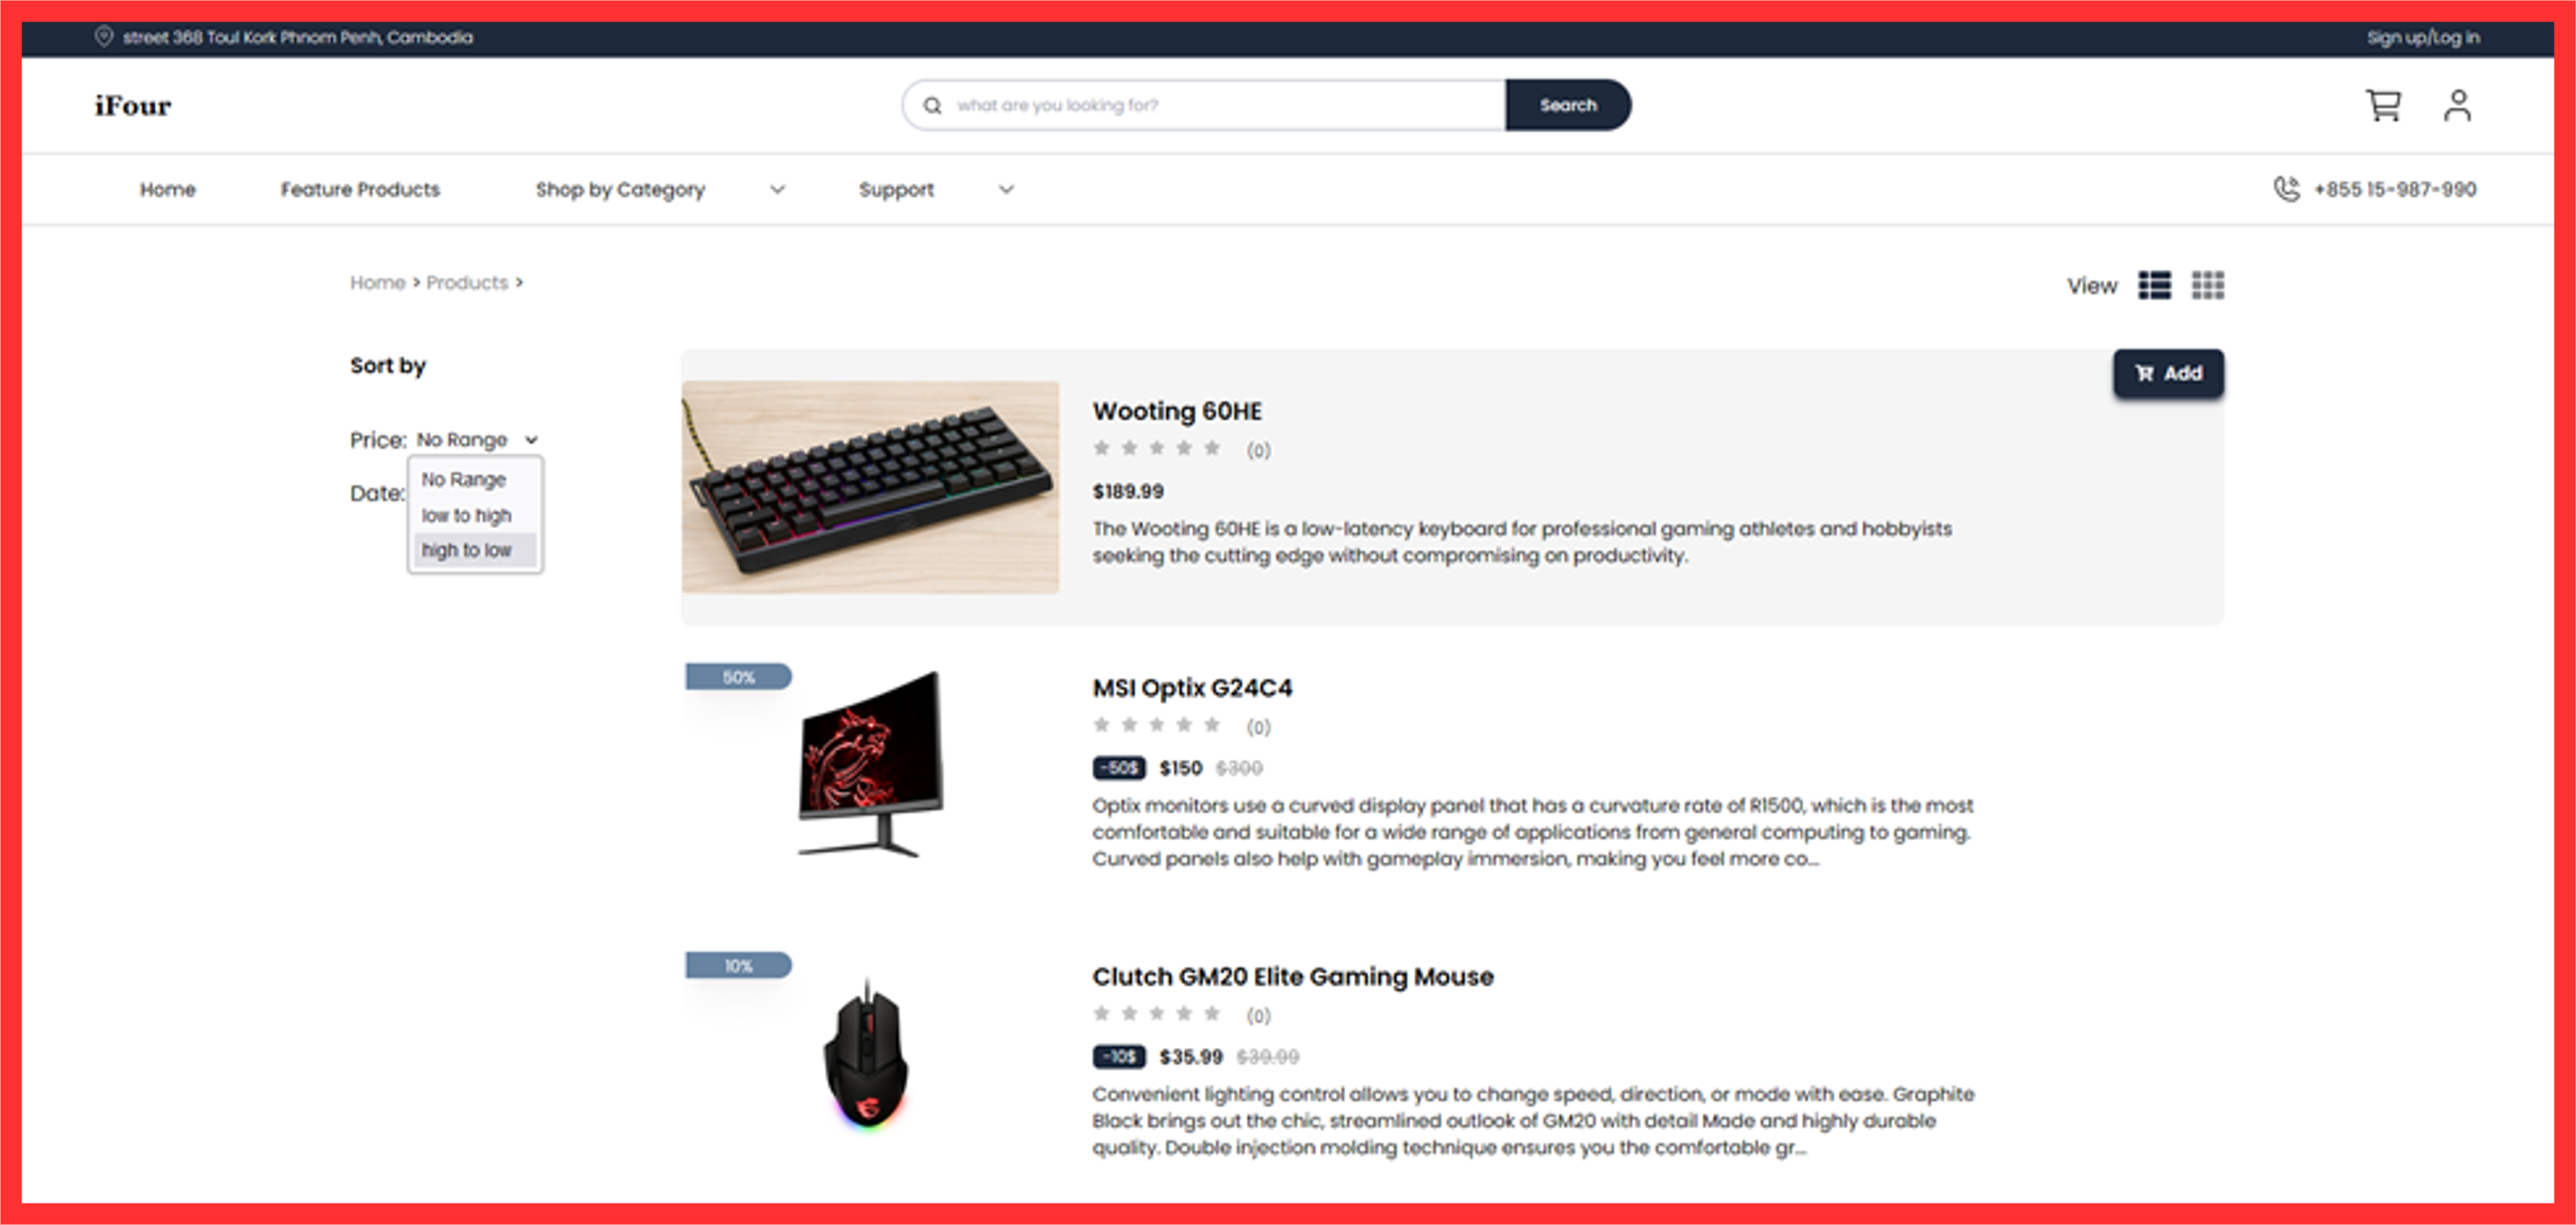 street 368 Toul Kork Phnom Penh, Cambodia
Sign up/Log in
iFour
what are you looking for?
Search
Home
Feature Products
Shop by Category
Support
+855 15-987-990
Home > Products >
View
Sort by
Price: No Range
No Range
Date:
low to high
high to low
Add
Wooting 60HE
(0)
$189.99
The Wooting 60HE is a low-latency keyboard for professional gaming athletes and hobbyists
seeking the cutting edge without compromising on productivity.
50%
MSI Optix G24C4
(0)
-50$ $150 $300
Optix monitors use a curved display panel that has a curvature rate of R1500, which is the most
comfortable and suitable for a wide range of applications from general computing to gaming.
Curved panels also help with gameplay immersion, making you feel more co...
10%
Clutch GM20 Elite Gaming Mouse
(0)
-10$ $35.99 $39.99
Convenient lighting control allows you to change speed, direction, or mode with ease. Graphite
Black brings out the chic, streamlined outlook of GM20 with detail Made and highly durable
quality. Double injection molding technique ensures you the comfortable gr...